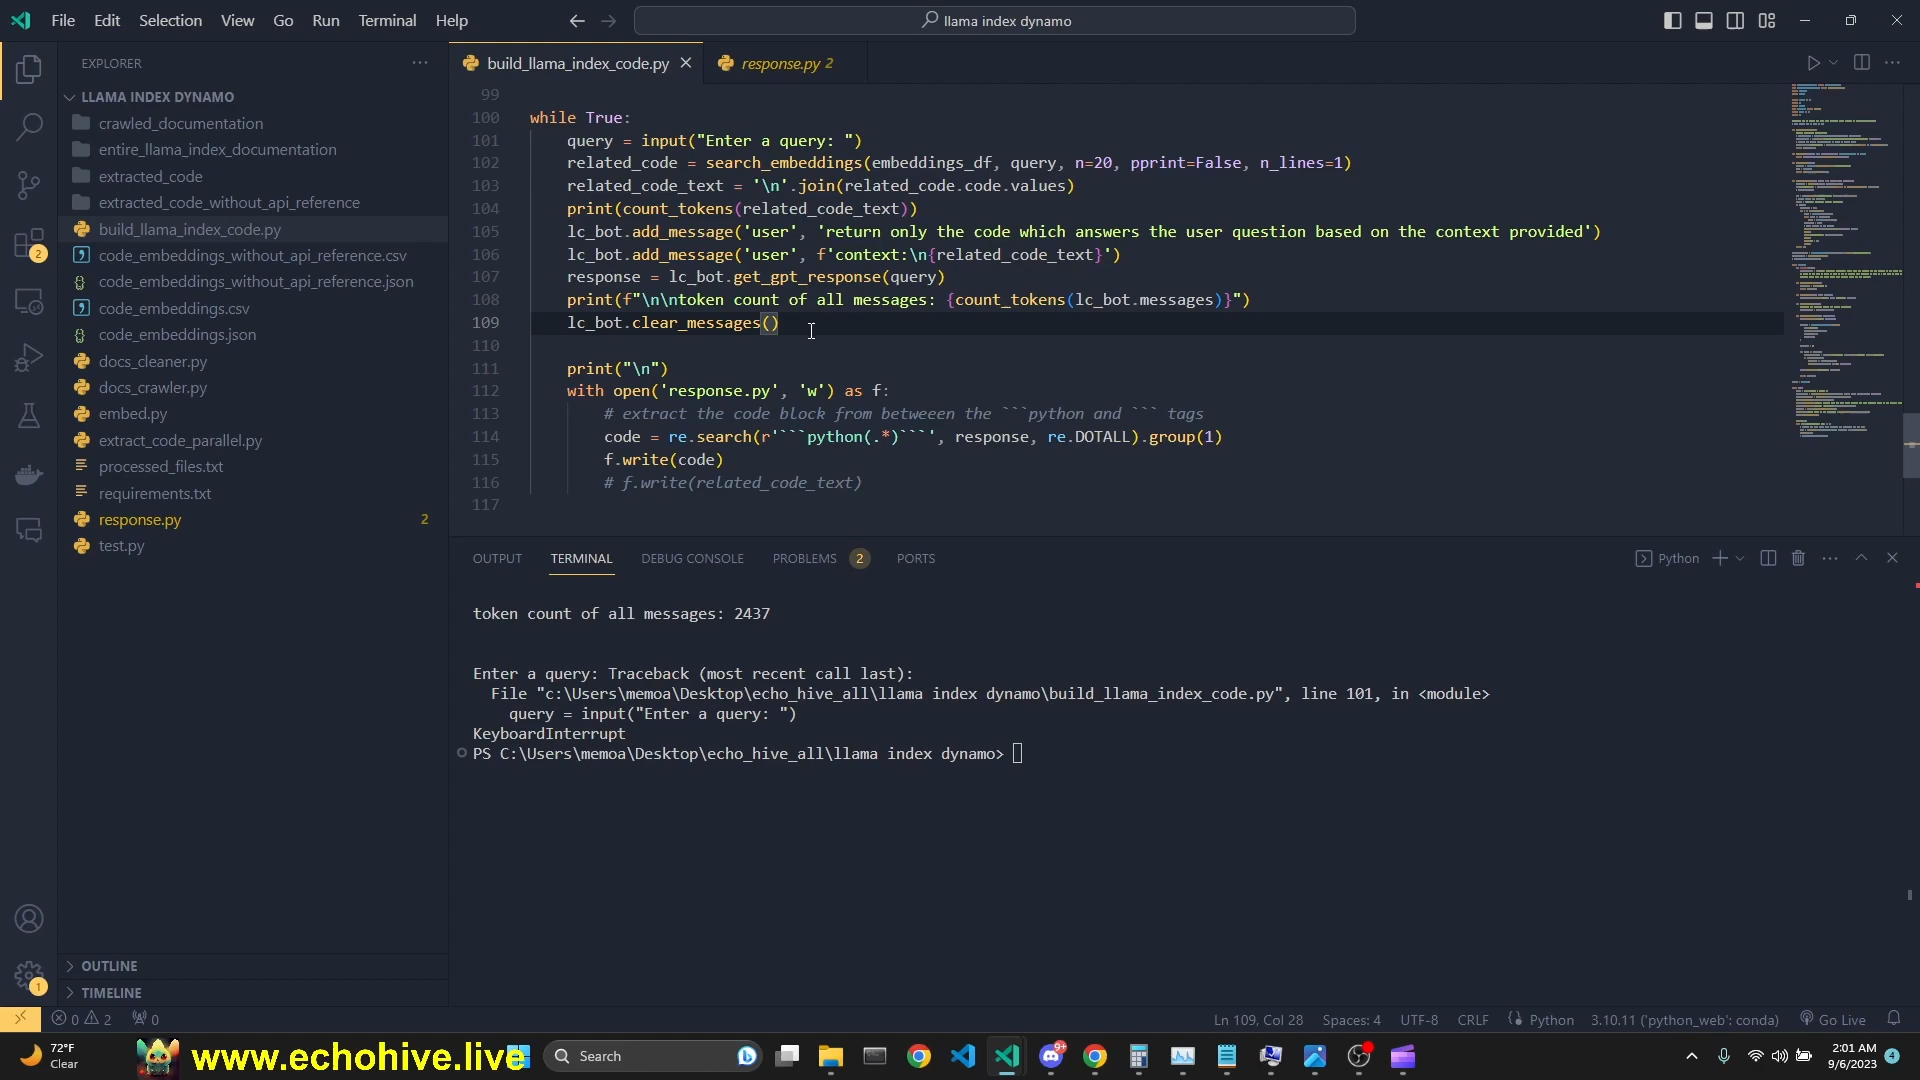 File Edit Selection View Go Run Terminal Help
llama index dynamo
EXPLORER
LLAMA INDEX DYNAMO
crawled_documentation
entire_llama_index_documentation
extracted_code
extracted_code_without_api_reference
build_llama_index_code.py
code_embeddings_without_api_reference.csv
code_embeddings_without_api_reference.json
code_embeddings.csv
code_embeddings.json
docs_cleaner.py
docs_crawler.py
embed.py
extract_code_parallel.py
processed_files.txt
requirements.txt
response.py 2
test.py
OUTLINE
TIMELINE
2
1
build_llama_index_code.py
response.py 2
99
100 while True:
101 query = input("Enter a query: ")
102 related_code = search_embeddings(embeddings_df, query, n=20, pprint=False, n_lines=1)
103 related_code_text = '\n'.join(related_code.code.values)
104 print(count_tokens(related_code_text))
105 lc_bot.add_message('user', 'return only the code which answers the user question based on the context provided')
106 lc_bot.add_message('user', f'context:\n{related_code_text}')
107 response = lc_bot.get_gpt_response(query)
108 print(f"\n\ntoken count of all messages: {count_tokens(lc_bot.messages)}")
109 lc_bot.clear_messages()
110
111 print("\n")
112 with open('response.py', 'w') as f:
113 # extract the code block from betweeen the ```python and ``` tags
114 code = re.search(r'```python(.*)```', response, re.DOTALL).group(1)
115 f.write(code)
116 # f.write(related_code_text)
117
OUTPUT TERMINAL DEBUG CONSOLE PROBLEMS 2 PORTS
Python
token count of all messages: 2437
Enter a query: Traceback (most recent call last):
File "c:\Users\memoa\Desktop\echo_hive_all\llama index dynamo\build_llama_index_code.py", line 101, in <module>
query = input("Enter a query: ")
KeyboardInterrupt
PS C:\Users\memoa\Desktop\echo_hive_all\llama index dynamo>
0 2 0
Ln 109, Col 28 Spaces: 4 UTF-8 CRLF Python 3.10.11 ('python_web': conda) Go Live
72°F
Clear
www.echohive.live
Search
9+
2:01 AM
9/6/2023
4